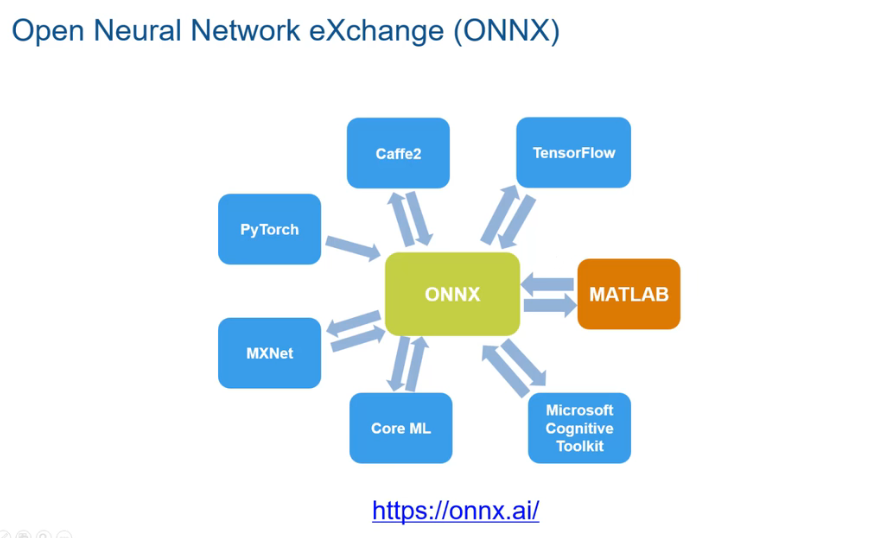 Open Neural Network eXchange (ONNX)
Caffe2
TensorFlow
PyTorch
ONNX
MATLAB
MXNet
Core ML
Microsoft
Cognitive
Toolkit
https://onnx.ai/